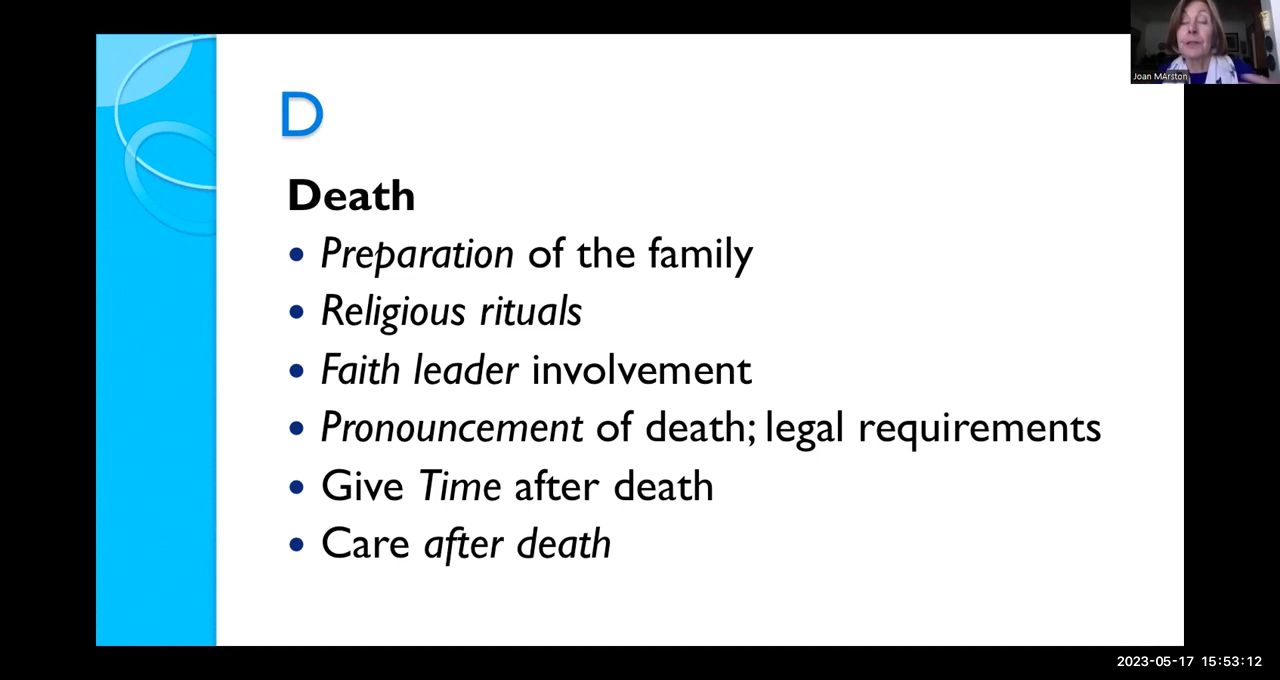 Joan MArston
D
Death
• Preparation of the family
• Religious rituals
• Faith leader involvement
• Pronouncement of death; legal requirements
• Give Time after death
• Care after death
2023-05-17 15:53:12